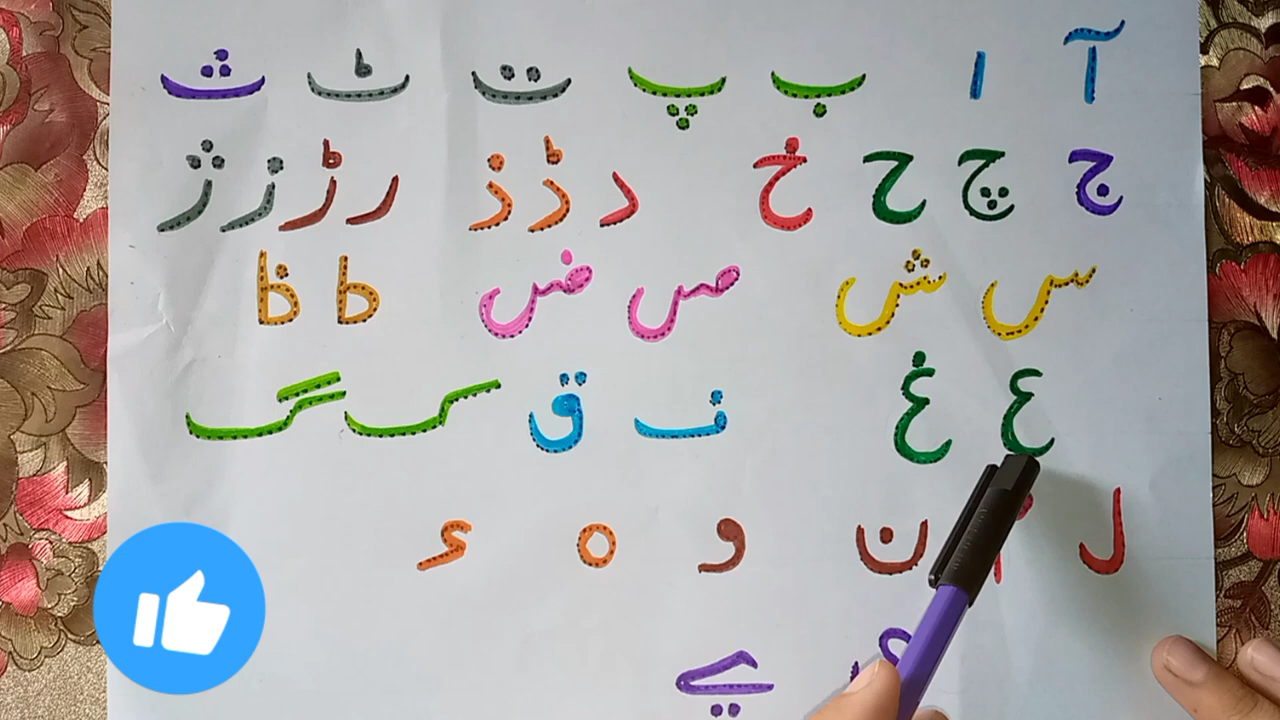 آ ا ب پ ت ٹ ث
ج چ ح خ د ڈ ذ ر ڑ ز ژ
س ش ص ض ط ظ
ع غ ف ق ک گ
ل ن و ہ ء
ے